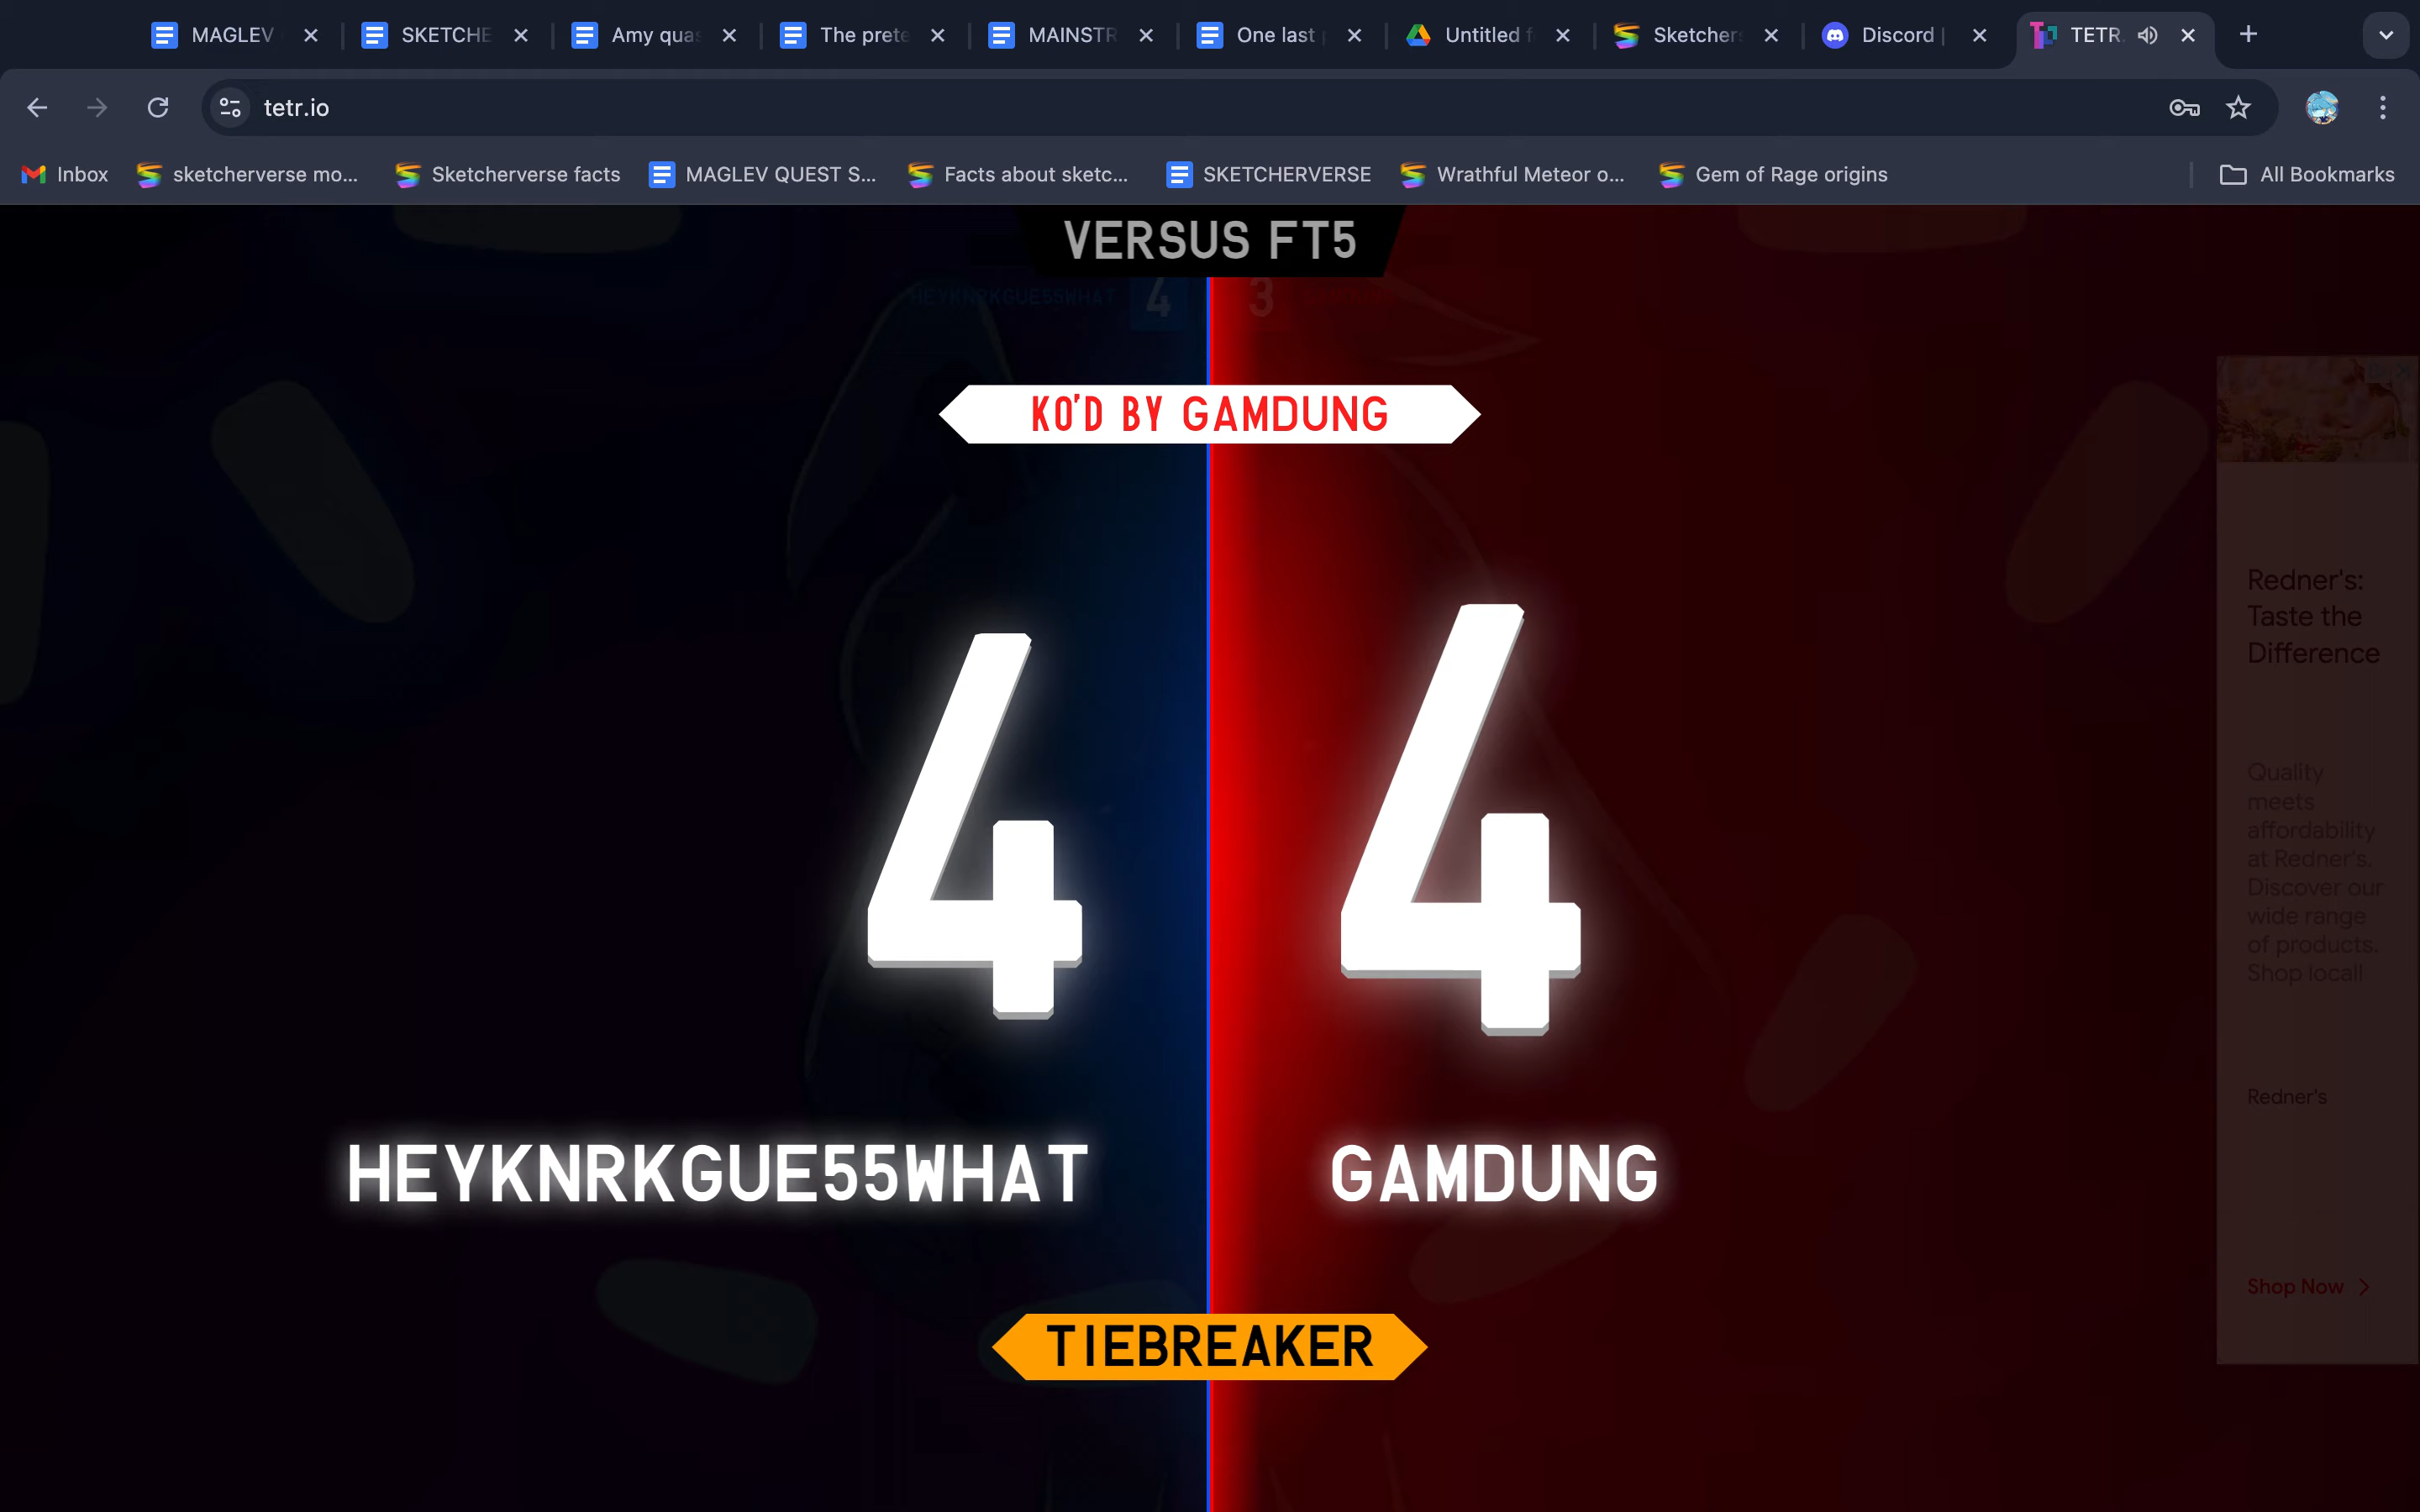 MAGLEV
SKETCHE
Amy quas
The prete
MAINSTR
One last
Untitled f
Sketcher
Discord |
TETR.
tetr.io
Inbox
sketcherverse mo...
Sketcherverse facts
MAGLEV QUEST S...
Facts about sketc...
SKETCHERVERSE
Wrathful Meteor o...
Gem of Rage origins
All Bookmarks
VERSUS FT5
HEYKNRKGUE55WHAT 4 3
KO'D BY GAMDUNG
4 4
HEYKNRKGUE55WHAT GAMDUNG
TIEBREAKER
Redner's:
Taste the
Difference
Quality
meets
affordability
at Redner's.
Discover our
wide range
of products.
Shop local!
Redner's
Shop Now